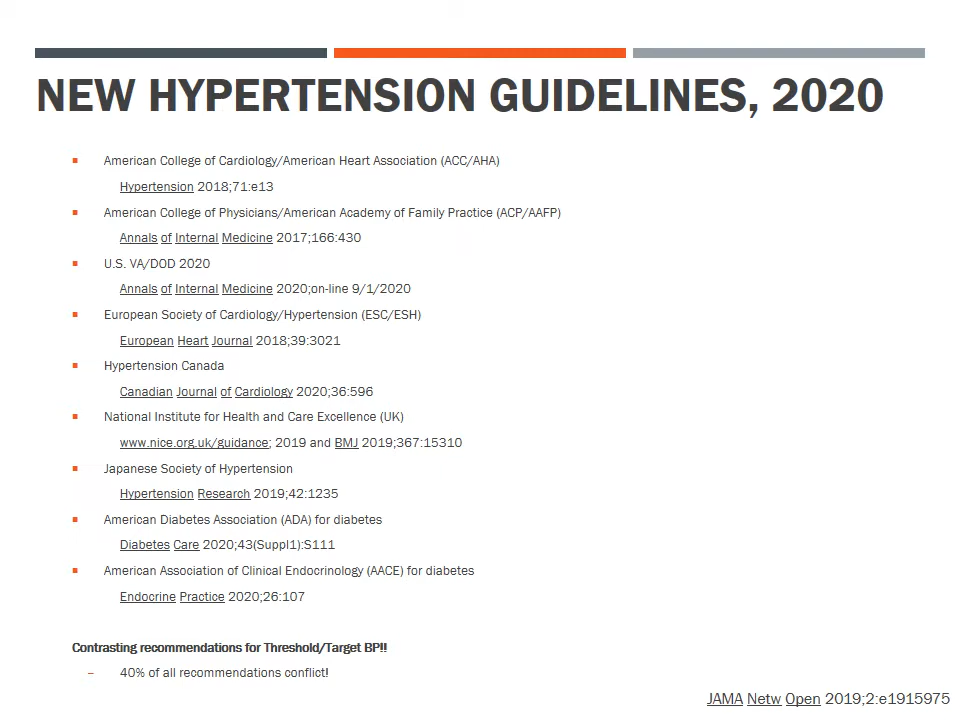 NEW HYPERTENSION GUIDELINES, 2020
American College of Cardiology/American Heart Association (ACC/AHA)
Hypertension 2018;71:e13
American College of Physicians/American Academy of Family Practice (ACP/AAFP)
Annals of Internal Medicine 2017;166:430
U.S. VA/DOD 2020
Annals of Internal Medicine 2020;on-line 9/1/2020
European Society of Cardiology/Hypertension (ESC/ESH)
European Heart Journal 2018;39:3021
Hypertension Canada
Canadian Journal of Cardiology 2020;36:596
National Institute for Health and Care Excellence (UK)
www.nice.org.uk/guidance; 2019 and BMJ 2019;367:15310
Japanese Society of Hypertension
Hypertension Research 2019;42:1235
American Diabetes Association (ADA) for diabetes
Diabetes Care 2020;43(Suppl1):S111
American Association of Clinical Endocrinology (AACE) for diabetes
Endocrine Practice 2020;26:107
Contrasting recommendations for Threshold/Target BP!!
– 40% of all recommendations conflict!
JAMA Netw Open 2019;2:e1915975